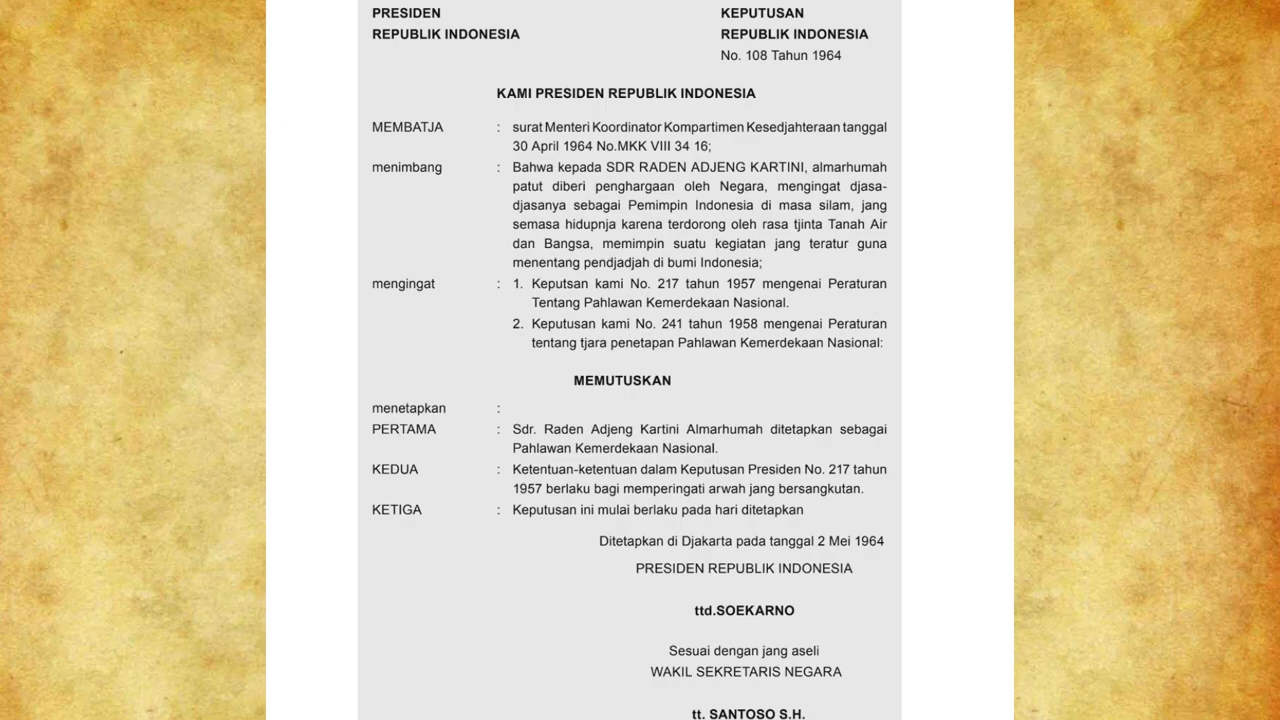 PRESIDEN
REPUBLIK INDONESIA
KEPUTUSAN
REPUBLIK INDONESIA
No. 108 Tahun 1964
KAMI PRESIDEN REPUBLIK INDONESIA
MEMBATJA : surat Menteri Koordinator Kompartimen Kesedjahteraan tanggal
30 April 1964 No.MKK VIII 34 16;
menimbang : Bahwa kepada SDR RADEN ADJENG KARTINI, almarhumah
patut diberi penghargaan oleh Negara, mengingat djasa-
djasanya sebagai Pemimpin Indonesia di masa silam, jang
semasa hidupnja karena terdorong oleh rasa tjinta Tanah Air
dan Bangsa, memimpin suatu kegiatan jang teratur guna
menentang pendjadjah di bumi Indonesia;
mengingat : 1. Keputsan kami No. 217 tahun 1957 mengenai Peraturan
Tentang Pahlawan Kemerdekaan Nasional.
2. Keputusan kami No. 241 tahun 1958 mengenai Peraturan
tentang tjara penetapan Pahlawan Kemerdekaan Nasional:
MEMUTUSKAN
menetapkan :
PERTAMA : Sdr. Raden Adjeng Kartini Almarhumah ditetapkan sebagai
Pahlawan Kemerdekaan Nasional.
KEDUA : Ketentuan-ketentuan dalam Keputusan Presiden No. 217 tahun
1957 berlaku bagi memperingati arwah jang bersangkutan.
KETIGA : Keputusan ini mulai berlaku pada hari ditetapkan
Ditetapkan di Djakarta pada tanggal 2 Mei 1964
PRESIDEN REPUBLIK INDONESIA
ttd.SOEKARNO
Sesuai dengan jang aseli
WAKIL SEKRETARIS NEGARA
tt. SANTOSO S.H.